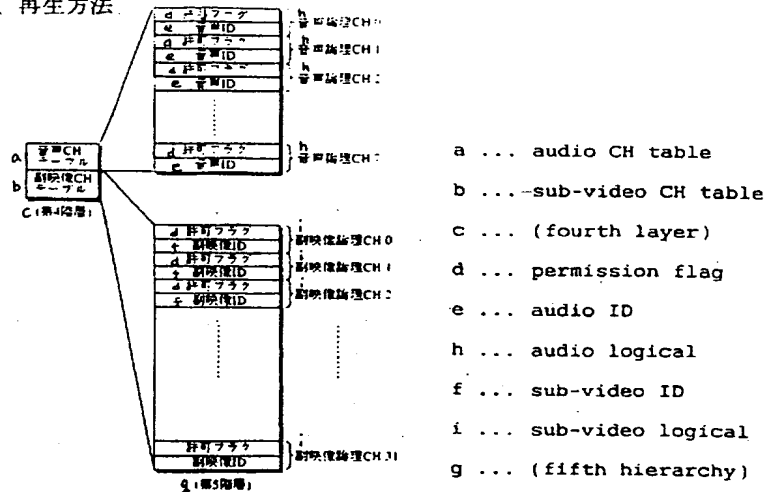 再生方法
d 許可フラグ
e 音声ID
h
音声論理CH 0
d 許可フラグ
e 音声ID
h
音声論理CH 1
d 許可フラグ
e 音声ID
h
音声論理CH 2
d 許可フラグ
e 音声ID
h
音声論理CH 7
a 音声CH
テーブル
b 副映像CH
テーブル
C (第4階層)
d 許可フラグ
f 副映像ID
i
副映像論理CH 0
d 許可フラグ
f 副映像ID
i
副映像論理CH 1
d 許可フラグ
f 副映像ID
i
副映像論理CH 2
許可フラグ
副映像ID
i
副映像論理CH 31
g (第5階層)
a ... audio CH table
b ... sub-video CH table
c ... (fourth layer)
d ... permission flag
e ... audio ID
h ... audio logical
f ... sub-video ID
i ... sub-video logical
g ... (fifth hierarchy)